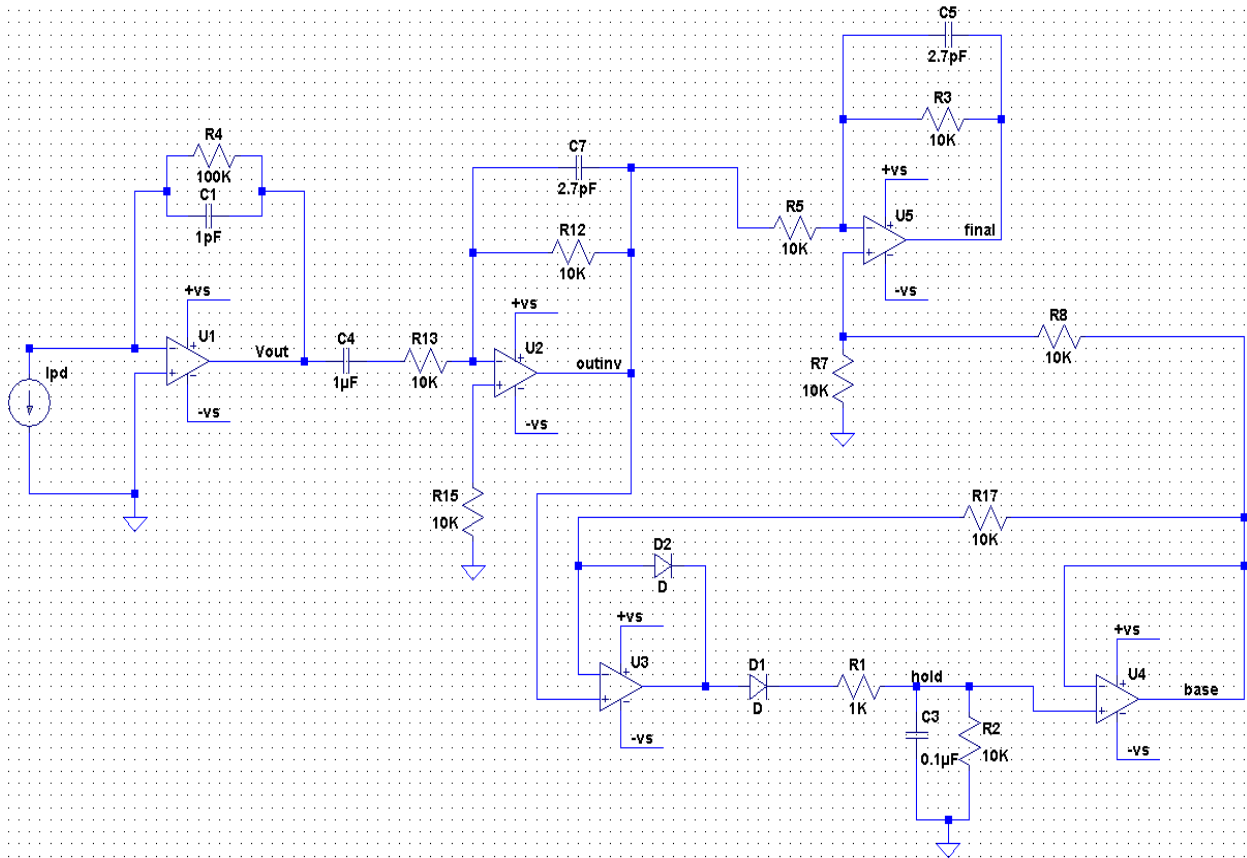 C5
2.7pF
R3
10K
+vs
U5
final
-vs
R4
100K
C1
1pF
+vs
U1
Vout
-vs
Ipd
C4
1µF
R13
10K
C7
2.7pF
R12
10K
+vs
U2
outinv
-vs
R15
10K
R5
10K
R8
10K
R7
10K
R17
10K
D2
D
+vs
U3
-vs
D1
D
R1
1K
hold
C3
0.1µF
R2
10K
+vs
U4
base
-vs